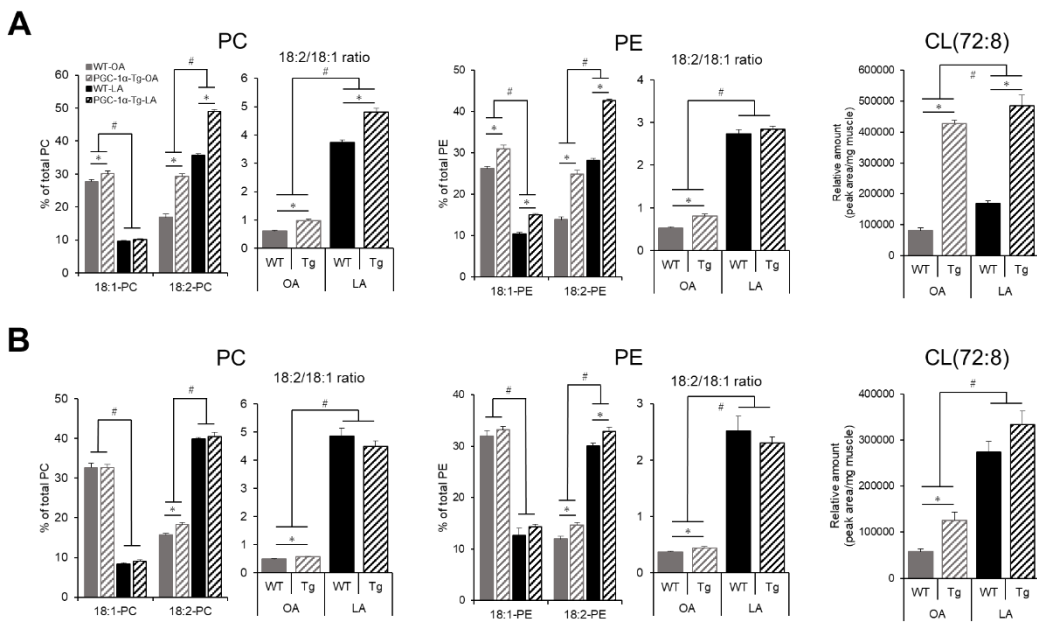 A
PC
18:2/18:1 ratio
WT-OA
PGC-1α-Tg-OA
WT-LA
PGC-1α-Tg-LA
% of total PC
60
50
40
30
20
10
0
#
*
#
*
*
18:1-PC
18:2-PC
6
5
4
3
2
1
0
#
*
*
WT
Tg
WT
Tg
OA
LA
PE
18:2/18:1 ratio
% of total PE
50
40
30
20
10
0
#
*
*
#
*
*
18:1-PE
18:2-PE
4
3
2
1
0
#
*
WT
Tg
WT
Tg
OA
LA
CL(72:8)
Relative amount
(peak area/mg muscle)
600000
500000
400000
300000
200000
100000
0
#
*
*
WT
Tg
WT
Tg
OA
LA
B
PC
18:2/18:1 ratio
% of total PC
50
40
30
20
10
0
#
#
*
18:1-PC
18:2-PC
6
5
4
3
2
1
0
#
*
WT
Tg
WT
Tg
OA
LA
PE
18:2/18:1 ratio
% of total PE
40
30
20
10
0
#
#
*
*
18:1-PE
18:2-PE
4
3
2
1
0
#
*
WT
Tg
WT
Tg
OA
LA
CL(72:8)
Relative amount
(peak area/mg muscle)
400000
300000
200000
100000
0
#
*
WT
Tg
WT
Tg
OA
LA